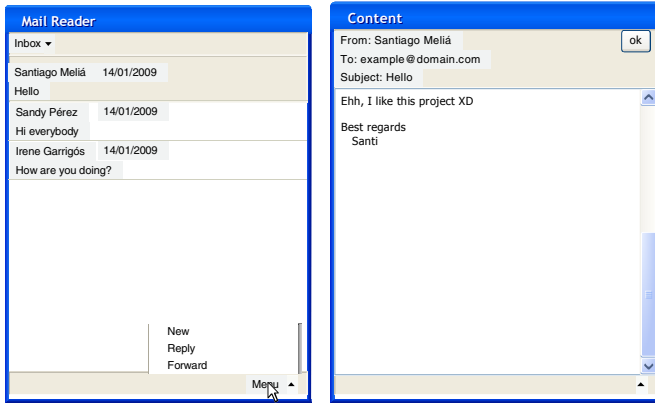 Mail Reader
Inbox
Santiago Meliá 14/01/2009
Hello
Sandy Pérez 14/01/2009
Hi everybody
Irene Garrigós 14/01/2009
How are you doing?
New
Reply
Forward
Menu
Content
From: Santiago Meliá ok
To: example@domain.com
Subject: Hello
Ehh, I like this project XD
Best regards
Santi